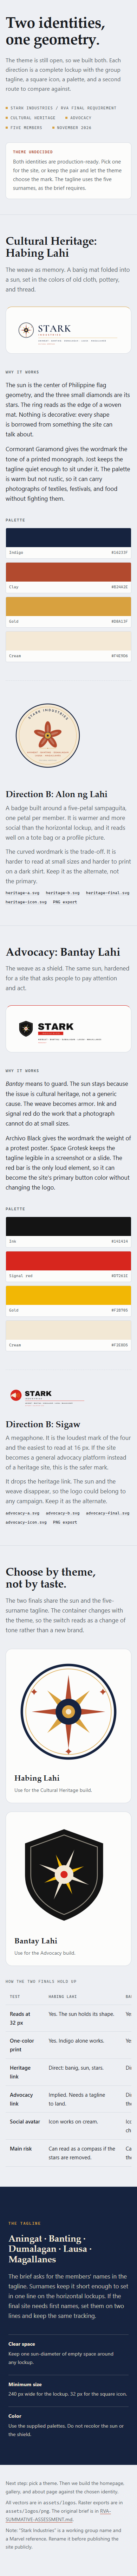 Two identities,
one geometry.
The theme is still open, so we built both. Each
direction is a complete lockup with the group
tagline, a square icon, a palette, and a second
route to compare against.
STARK INDUSTRIES / RVA FINAL REQUIREMENT
CULTURAL HERITAGE
ADVOCACY
FIVE MEMBERS
NOVEMBER 2026
THEME UNDECIDED
Both identities are production-ready. Pick one
for the site, or keep the pair and let the theme
choose the mark. The tagline uses the five
surnames, as the brief requires.
Cultural Heritage:
Habing Lahi
The weave as memory. A banig mat folded into
a sun, set in the colors of old cloth, pottery,
and thread.
STARK
WHY IT WORKS
The sun is the center of Philippine flag
geometry, and the three small diamonds are its
stars. The ring reads as the edge of a woven
mat. Nothing is decorative: every shape
is borrowed from something the site can
talk about.
Cormorant Garamond gives the wordmark the
tone of a printed monograph. Jost keeps the
tagline quiet enough to sit under it. The palette
is warm but not rustic, so it can carry
photographs of textiles, festivals, and food
without fighting them.
PALETTE
Indigo
Clay
Gold
Cream
STARK INDUSTRIES
Direction B: Alon ng Lahi
A badge built around a five-petal sampaguita,
one petal per member. It is warmer and more
social than the horizontal lockup, and it reads
well on a tote bag or a profile picture.
The curved wordmark is the trade-off. It is
harder to read at small sizes and harder to print
on a dark shirt. Keep it as the alternate, not
the primary.
heritage-a.svg heritage-b.svg heritage-final.svg
heritage-icon.svg PNG export
Advocacy: Bantay Lahi
The weave as a shield. The same sun, hardened
for a site that asks people to pay attention
and act.
STARK
WHY IT WORKS
Bantay means to guard. The sun stays because
the issue is cultural heritage, not a generic
cause. The weave becomes armor. Ink and
signal red do the work that a photograph
cannot do at small sizes.
Archivo Black gives the wordmark the weight of
a protest poster. Space Grotesk keeps the
tagline legible in a screenshot or a slide. The
red bar is the only loud element, so it can
become the site's primary button color without
changing the logo.
PALETTE
Ink
Signal red
Gold
Cream
STARK
Direction B: Sigaw
A megaphone. It is the loudest mark of the four
and the easiest to read at 16 px. If the site
becomes a general advocacy platform instead
of a heritage site, this is the safer mark.
It drops the heritage link. The sun and the
weave disappear, so the logo could belong to
any campaign. Keep it as the alternate.
advocacy-a.svg advocacy-b.svg advocacy-final.svg
advocacy-icon.svg PNG export
Choose by theme,
not by taste.
The two finals share the sun and the five-
surname tagline. The container changes with
the theme, so the switch reads as a change of
role rather than a new brand.
Habing Lahi
Use for the Cultural Heritage build.
Bantay Lahi
Use for the Advocacy build.
HOW THE TWO FINALS HOLD UP
TEST HABING LAHI
Reads at
32 px
Yes. The sun holds its shape.
One-color
print
Yes. Indigo alone works.
Heritage
link
Direct: banig, sun, stars.
Advocacy
link
Implied. Needs a tagline
to land.
Social avatar
Icon works on cream.
Main risk
Can read as a compass if the
stars are removed.
THE TAGLINE
Aningat · Banting ·
Dumalagan · Lausa ·
Magallanes
The brief asks for the members' names in the
tagline. Surnames keep it short enough to set
in one line on the horizontal lockups. If the
final site needs first names, set them on two
lines and keep the same tracking.
Clear space
Keep one sun-diameter of empty space around
any lockup.
Minimum size
240 px wide for the lockup. 32 px for the square icon.
Color
Use the supplied palettes. Do not recolor the sun or
the shield.
Next step: pick a theme. Then we build the homepage,
gallery, and about page against the chosen identity.
All vectors are in assets/logos. Raster exports are in
assets/logos/png. The original brief is in RVA-
SUMMATIVE-ASSESSMENT.md.
Note: "Stark Industries" is a working group name and
a Marvel reference. Rename it before publishing the
site publicly.